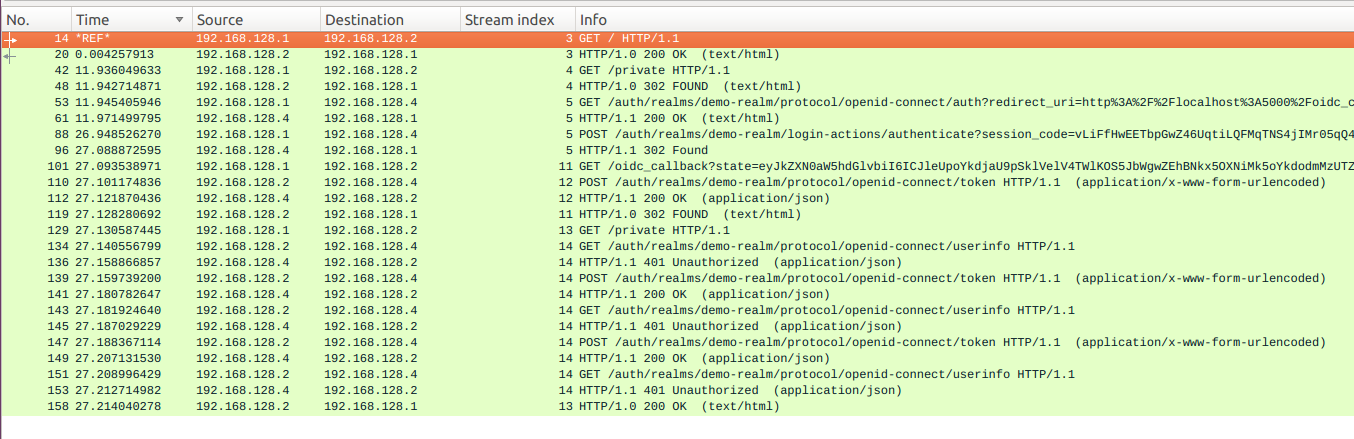 No. Time Source Destination Stream index Info
14 *REF* 192.168.128.1 192.168.128.2 3 GET / HTTP/1.1
20 0.004257913 192.168.128.2 192.168.128.1 3 HTTP/1.0 200 OK (text/html)
42 11.936049633 192.168.128.1 192.168.128.2 4 GET /private HTTP/1.1
48 11.942714871 192.168.128.2 192.168.128.1 4 HTTP/1.0 302 FOUND (text/html)
53 11.945405946 192.168.128.1 192.168.128.4 5 GET /auth/realms/demo-realm/protocol/openid-connect/auth?redirect_uri=http%3A%2F%2Flocalhost%3A5000%2Foidc_c
61 11.971499795 192.168.128.4 192.168.128.1 5 HTTP/1.1 200 OK (text/html)
88 26.948526270 192.168.128.1 192.168.128.4 5 POST /auth/realms/demo-realm/login-actions/authenticate?session_code=vLiFfHwEETbpGwZ46UqtiLQFMqTNS4jIMr05qQ4
96 27.088872595 192.168.128.4 192.168.128.1 5 HTTP/1.1 302 Found
101 27.093538971 192.168.128.1 192.168.128.2 11 GET /oidc_callback?state=eyJkZXN0aW5hdGlvbiI6ICJleUpoYkdjaU9pSklVelV4TWlKOS5JbWgwZEhBNkx5OXNiMk5oYkdodmMzUTZ
110 27.101174836 192.168.128.2 192.168.128.4 12 POST /auth/realms/demo-realm/protocol/openid-connect/token HTTP/1.1 (application/x-www-form-urlencoded)
112 27.121870436 192.168.128.4 192.168.128.2 12 HTTP/1.1 200 OK (application/json)
119 27.128280692 192.168.128.2 192.168.128.1 11 HTTP/1.0 302 FOUND (text/html)
129 27.130587445 192.168.128.1 192.168.128.2 13 GET /private HTTP/1.1
134 27.140556799 192.168.128.2 192.168.128.4 14 GET /auth/realms/demo-realm/protocol/openid-connect/userinfo HTTP/1.1
136 27.158866857 192.168.128.4 192.168.128.2 14 HTTP/1.1 401 Unauthorized (application/json)
139 27.159739200 192.168.128.2 192.168.128.4 14 POST /auth/realms/demo-realm/protocol/openid-connect/token HTTP/1.1 (application/x-www-form-urlencoded)
141 27.180782647 192.168.128.4 192.168.128.2 14 HTTP/1.1 200 OK (application/json)
143 27.181924640 192.168.128.2 192.168.128.4 14 GET /auth/realms/demo-realm/protocol/openid-connect/userinfo HTTP/1.1
145 27.187029229 192.168.128.4 192.168.128.2 14 HTTP/1.1 401 Unauthorized (application/json)
147 27.188367114 192.168.128.2 192.168.128.4 14 POST /auth/realms/demo-realm/protocol/openid-connect/token HTTP/1.1 (application/x-www-form-urlencoded)
149 27.207131530 192.168.128.4 192.168.128.2 14 HTTP/1.1 200 OK (application/json)
151 27.208996429 192.168.128.2 192.168.128.4 14 GET /auth/realms/demo-realm/protocol/openid-connect/userinfo HTTP/1.1
153 27.212714982 192.168.128.4 192.168.128.2 14 HTTP/1.1 401 Unauthorized (application/json)
158 27.214040278 192.168.128.2 192.168.128.1 13 HTTP/1.0 200 OK (text/html)